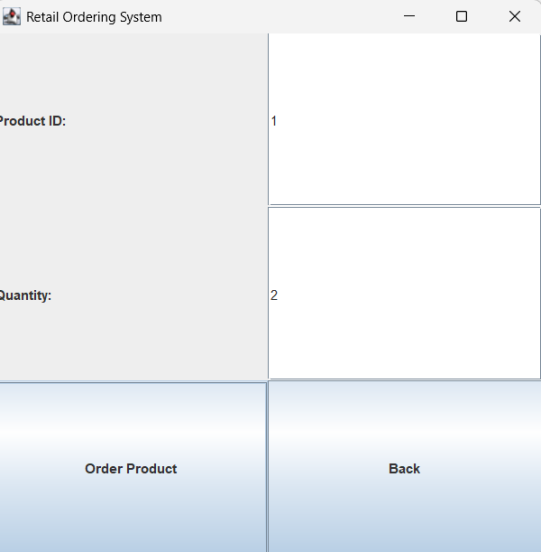 Retail Ordering System
Product ID:
1
Quantity:
2
Order Product
Back